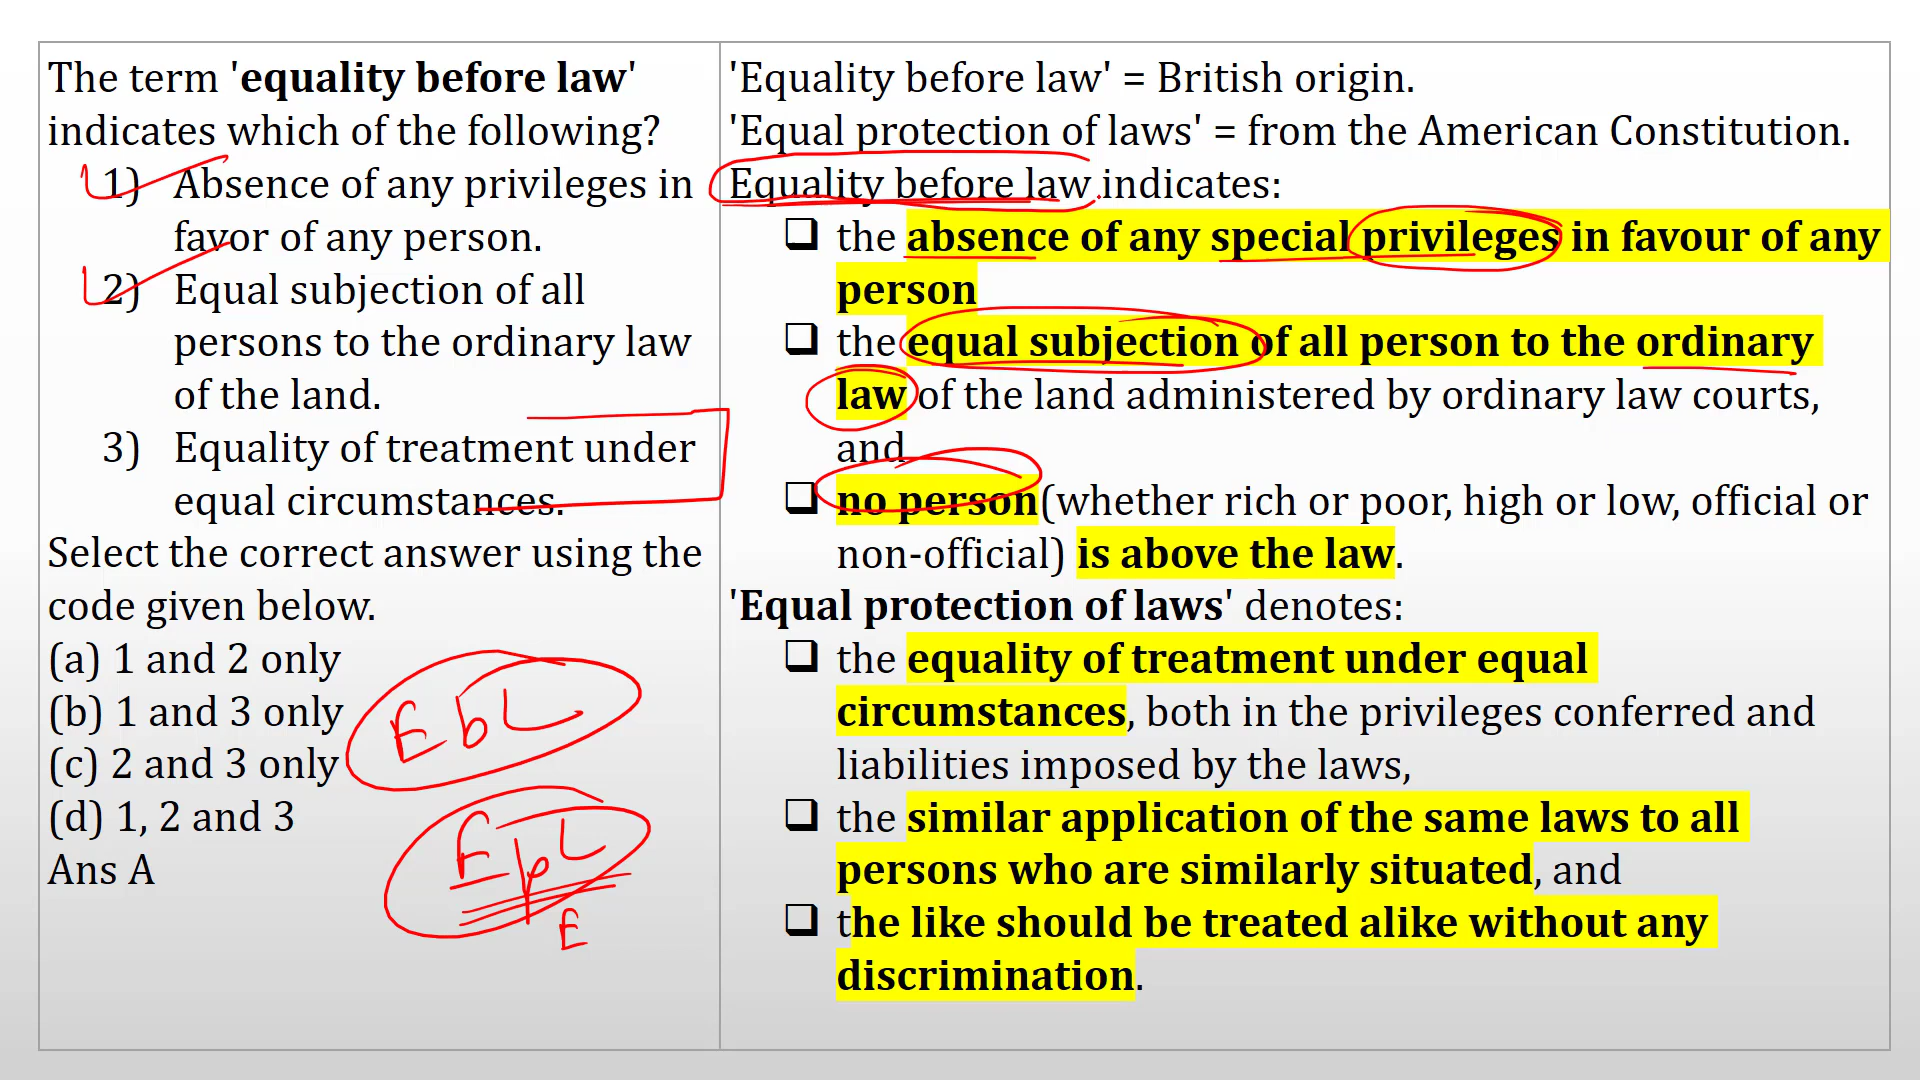 The term 'equality before law'
indicates which of the following?
1) Absence of any privileges in
favor of any person.
2) Equal subjection of all
persons to the ordinary law
of the land.
3) Equality of treatment under
equal circumstances.
Select the correct answer using the
code given below.
(a) 1 and 2 only
(b) 1 and 3 only
(c) 2 and 3 only
(d) 1, 2 and 3
Ans A
EbL
EpL
E
'Equality before law' = British origin.
'Equal protection of laws' = from the American Constitution.
Equality before law indicates:
❑ the absence of any special privileges in favour of any
person
❑ the equal subjection of all person to the ordinary
law of the land administered by ordinary law courts,
and
❑ no person(whether rich or poor, high or low, official or
non-official) is above the law.
'Equal protection of laws' denotes:
❑ the equality of treatment under equal
circumstances, both in the privileges conferred and
liabilities imposed by the laws,
❑ the similar application of the same laws to all
persons who are similarly situated, and
❑ the like should be treated alike without any
discrimination.